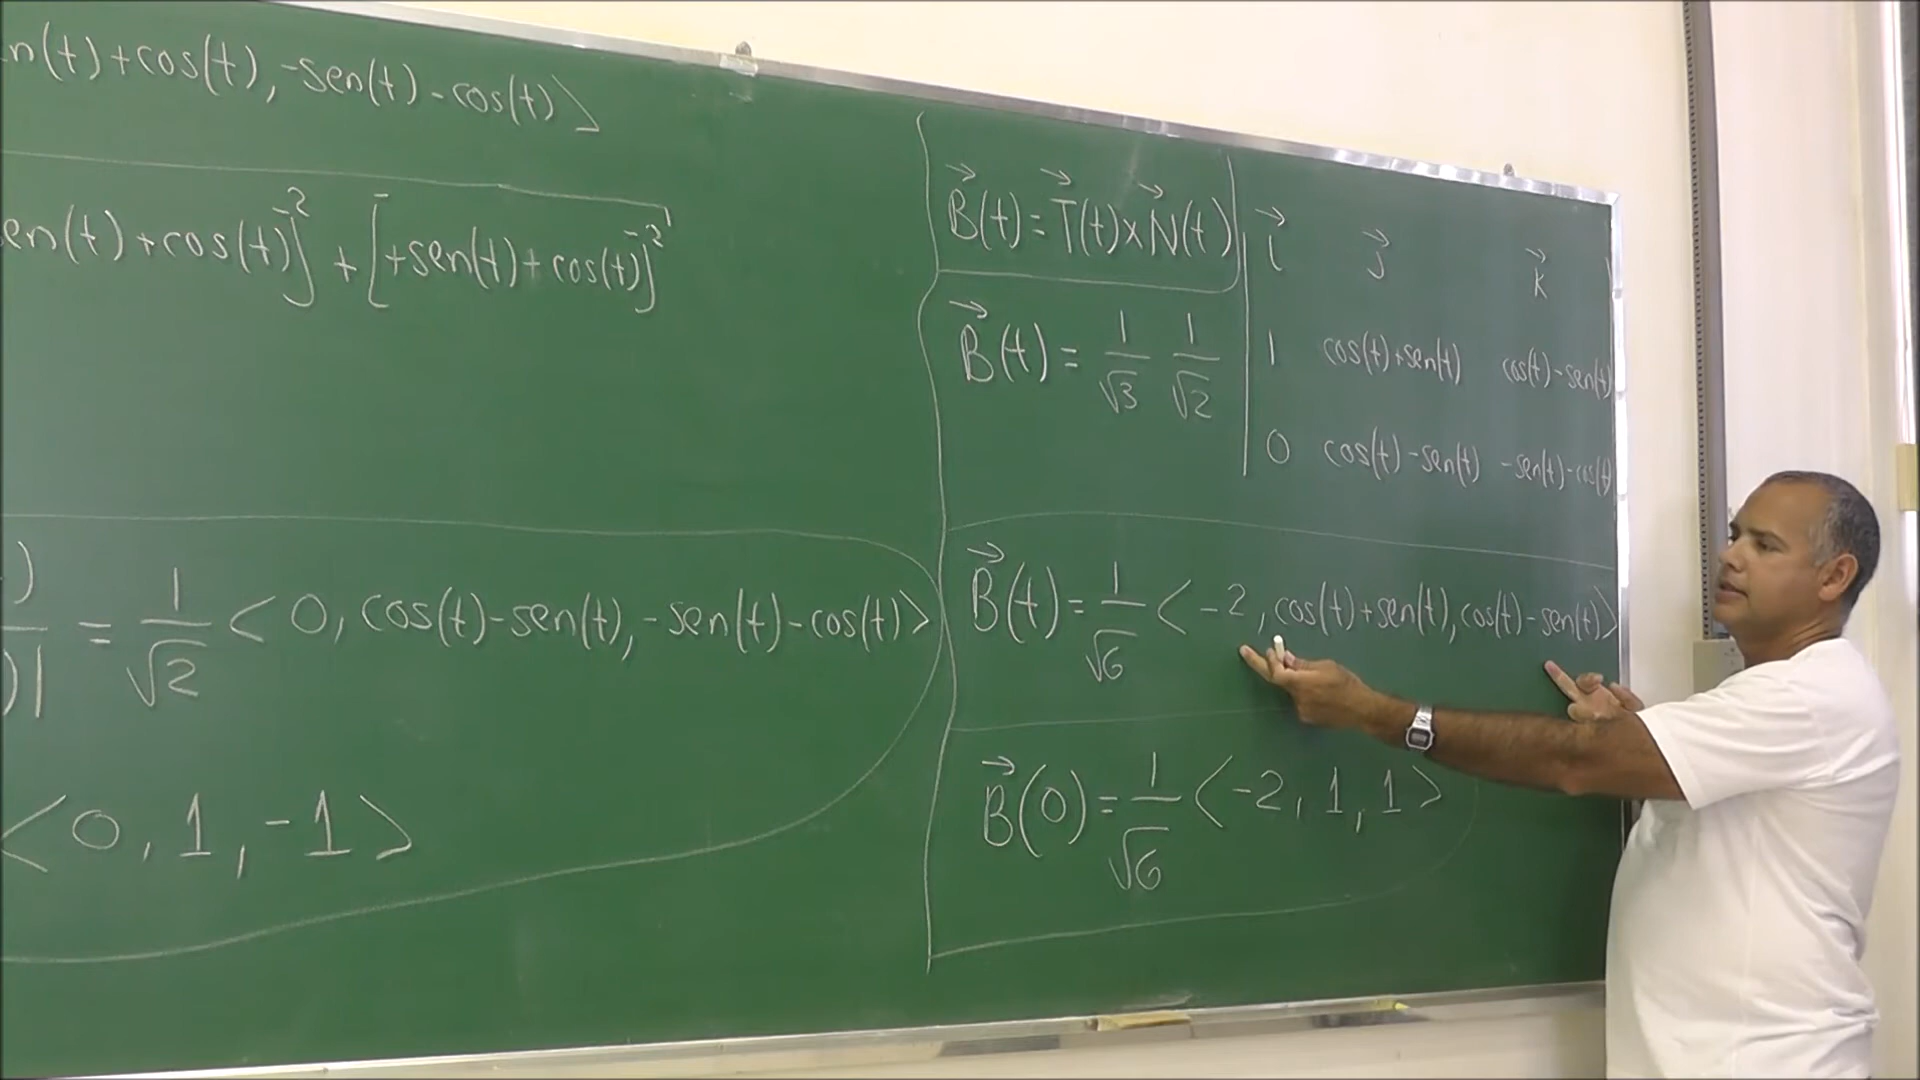 n(t)+cos(t), -sen(t) - cos(t)⟩
en(t)+cos(t)]² + [+sen(t)+cos(t)]²
) = 1/√2 < 0, cos(t)-sen(t), -sen(t)-cos(t)>
)|
<0, 1, -1>
B⃗(t) = T⃗(t)×N⃗(t)
i⃗ j⃗ k⃗
B⃗(t) = 1/√3 1/√2 | 1 cos(t)+sen(t) cos(t)-sen(t) |
0 cos(t)-sen(t) -sen(t)-cos(t)
B⃗(t) = 1/√6 < -2, cos(t)+sen(t), cos(t)-sen(t)>
B⃗(0) = 1/√6 < -2, 1, 1>